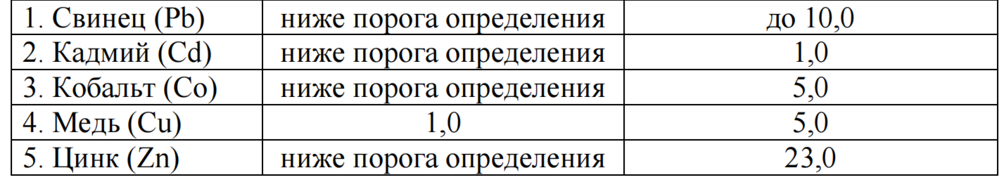 1. Свинец (Pb) ниже порога определения до 10,0
2. Кадмий (Cd) ниже порога определения 1,0
3. Кобальт (Co) ниже порога определения 5,0
4. Медь (Cu) 1,0 5,0
5. Цинк (Zn) ниже порога определения 23,0